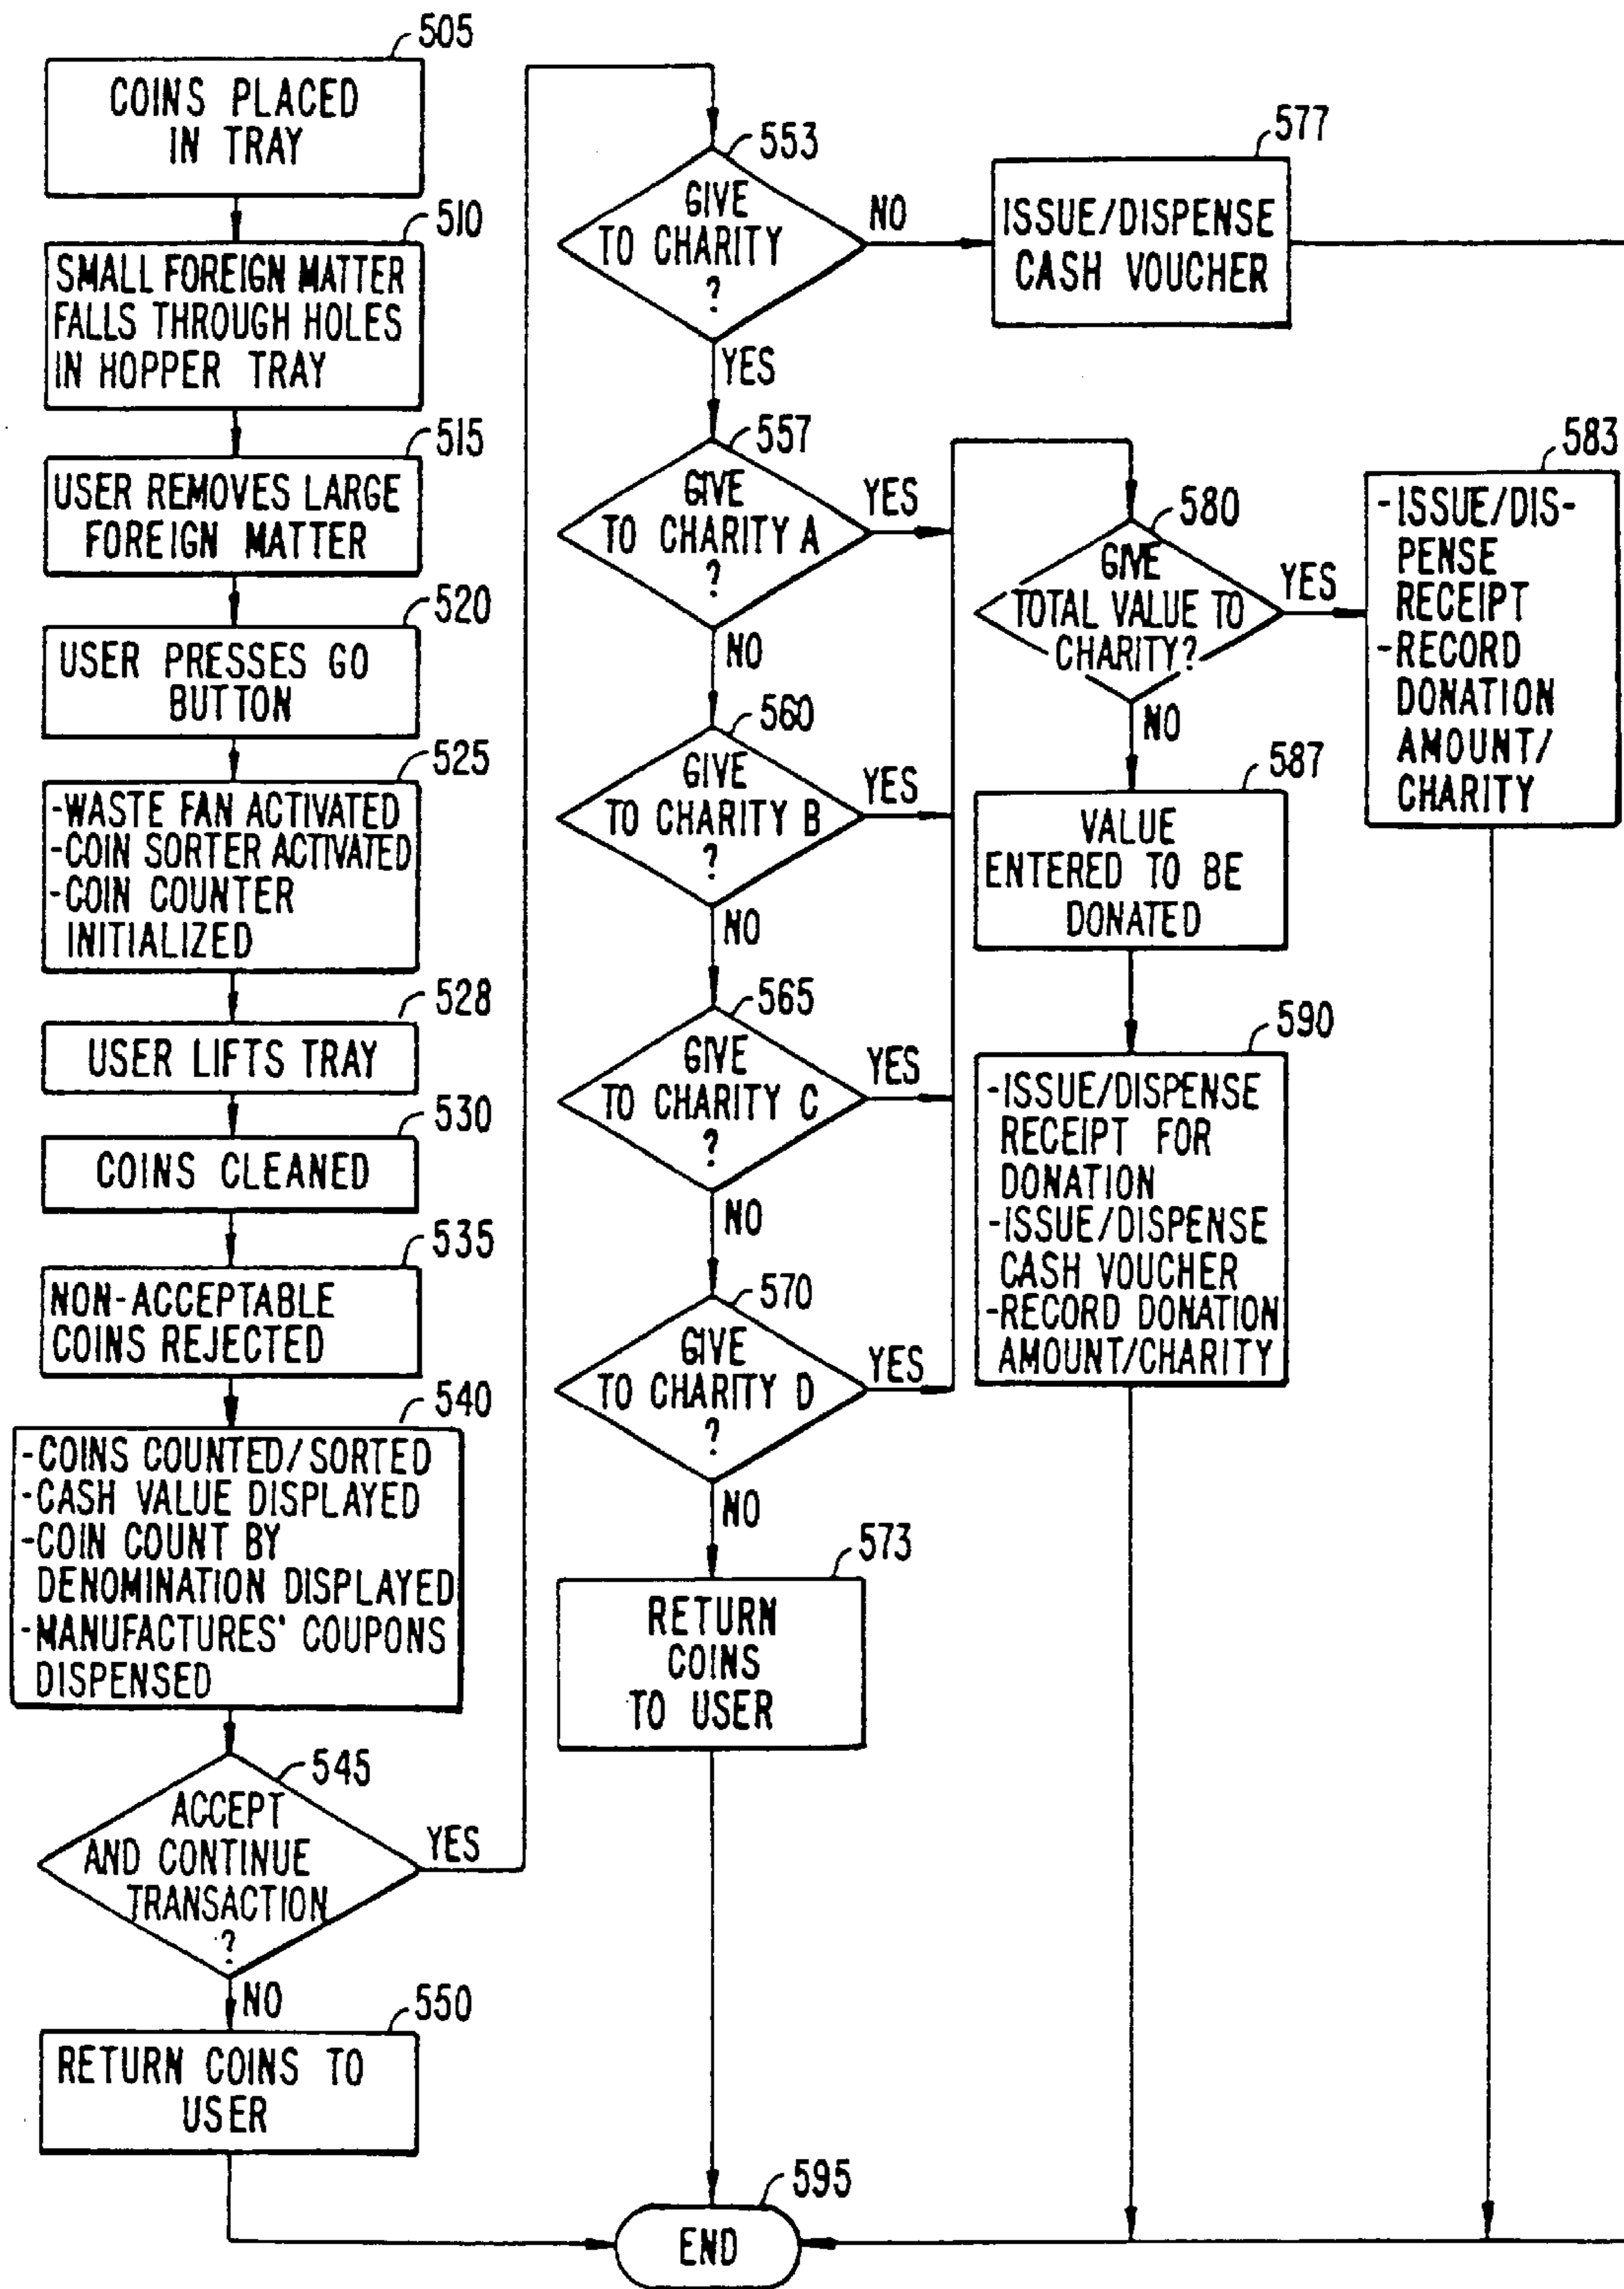 505
COINS PLACED
IN TRAY
510
SMALL FOREIGN MATTER
FALLS THROUGH HOLES
IN HOPPER TRAY
515
USER REMOVES LARGE
FOREIGN MATTER
520
USER PRESSES GO
BUTTON
525
-WASTE FAN ACTIVATED
-COIN SORTER ACTIVATED
-COIN COUNTER
INITIALIZED
528
USER LIFTS TRAY
530
COINS CLEANED
535
NON-ACCEPTABLE
COINS REJECTED
540
-COINS COUNTED/SORTED
-CASH VALUE DISPLAYED
-COIN COUNT BY
DENOMINATION DISPLAYED
-MANUFACTURES' COUPONS
DISPENSED
545
ACCEPT
AND CONTINUE
TRANSACTION
?
YES
NO
550
RETURN COINS TO
USER
553
GIVE
TO CHARITY
?
NO
YES
557
GIVE
TO CHARITY A
?
YES
NO
560
GIVE
TO CHARITY B
?
YES
NO
565
GIVE
TO CHARITY C
?
YES
NO
570
GIVE
TO CHARITY D
?
YES
NO
573
RETURN
COINS
TO USER
577
ISSUE/DISPENSE
CASH VOUCHER
580
GIVE
TOTAL VALUE TO
CHARITY?
YES
NO
583
-ISSUE/DIS-
PENSE
RECEIPT
-RECORD
DONATION
AMOUNT/
CHARITY
587
VALUE
ENTERED TO BE
DONATED
590
-ISSUE/DISPENSE
RECEIPT FOR
DONATION
-ISSUE/DISPENSE
CASH VOUCHER
-RECORD DONATION
AMOUNT/CHARITY
595
END